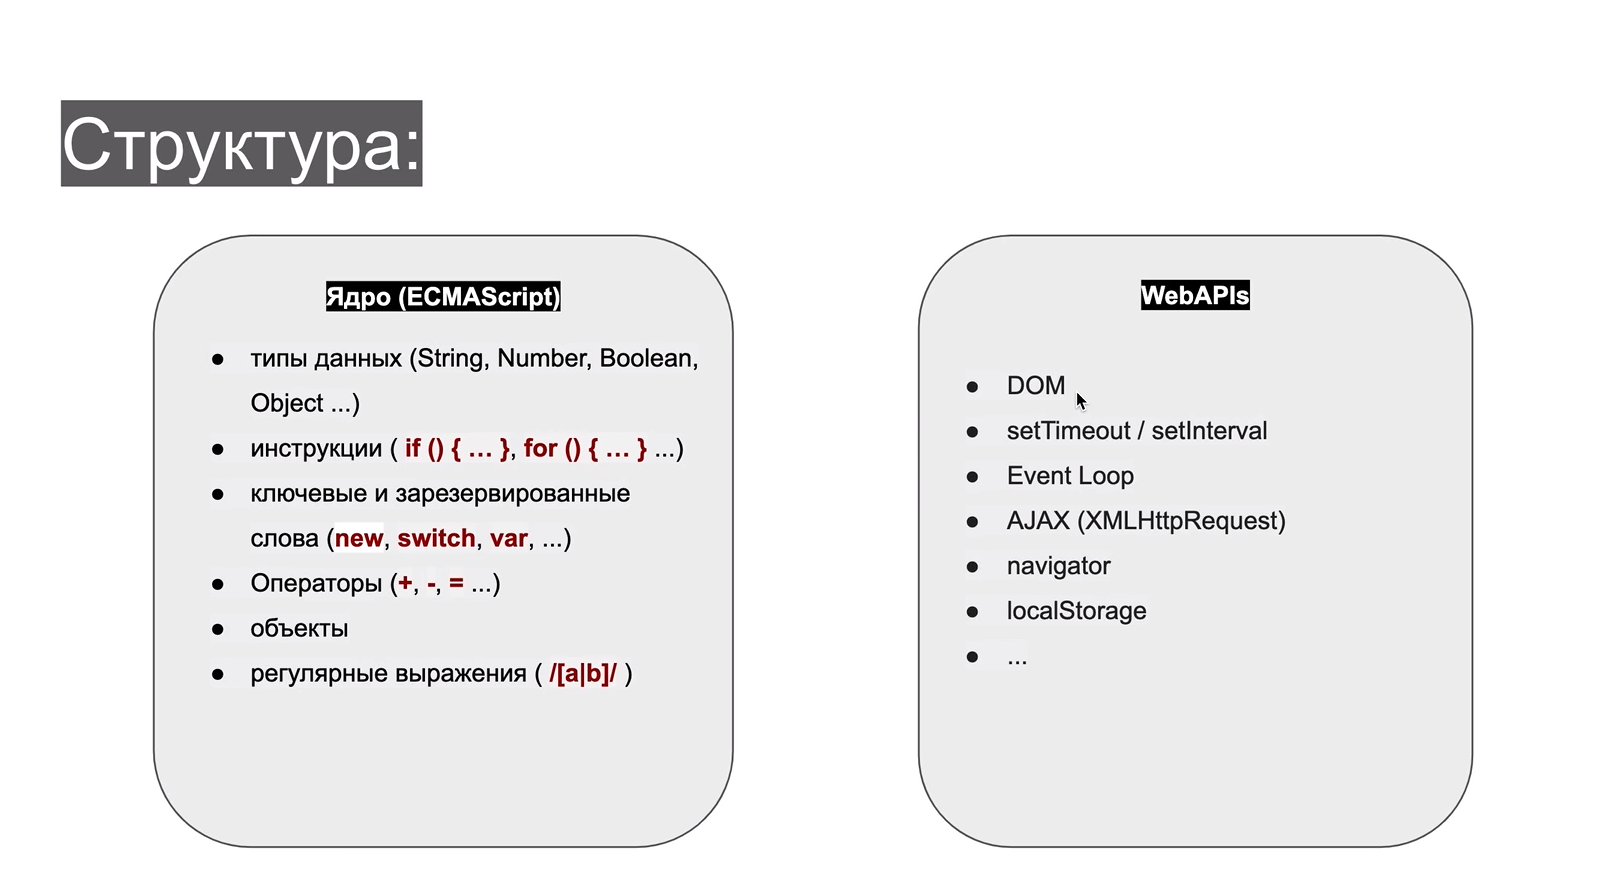 Структура:
Ядро (ECMAScript)
● типы данных (String, Number, Boolean,
Object ...)
● инструкции ( if () { ... }, for () { ... } ...)
● ключевые и зарезервированные
слова (new, switch, var, ...)
● Операторы (+, -, = ...)
● объекты
● регулярные выражения ( /[a|b]/ )
WebAPIs
● DOM
● setTimeout / setInterval
● Event Loop
● AJAX (XMLHttpRequest)
● navigator
● localStorage
● ...